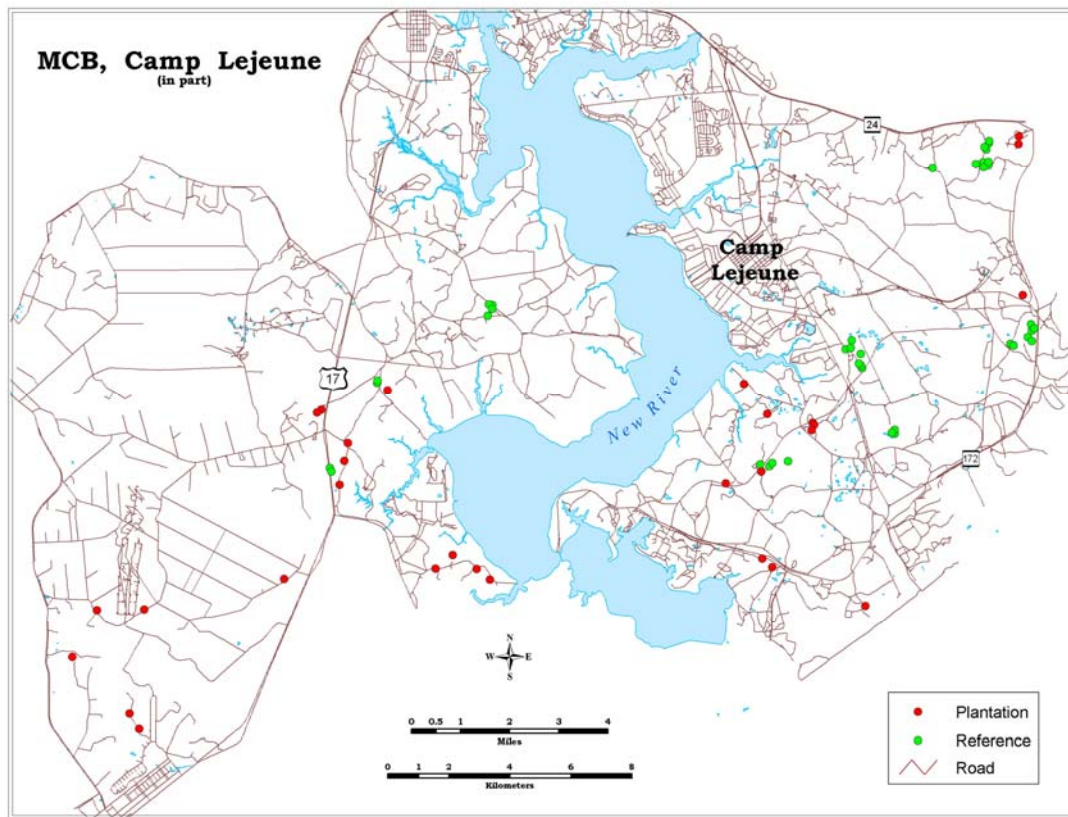 MCB, Camp Lejeune
(in part)
24
Camp
Lejeune
17
New River
172
N
W E
S
0 0.5 1 2 3 4
Miles
0 1 2 4 6 8
Kilometers
Plantation
Reference
Road